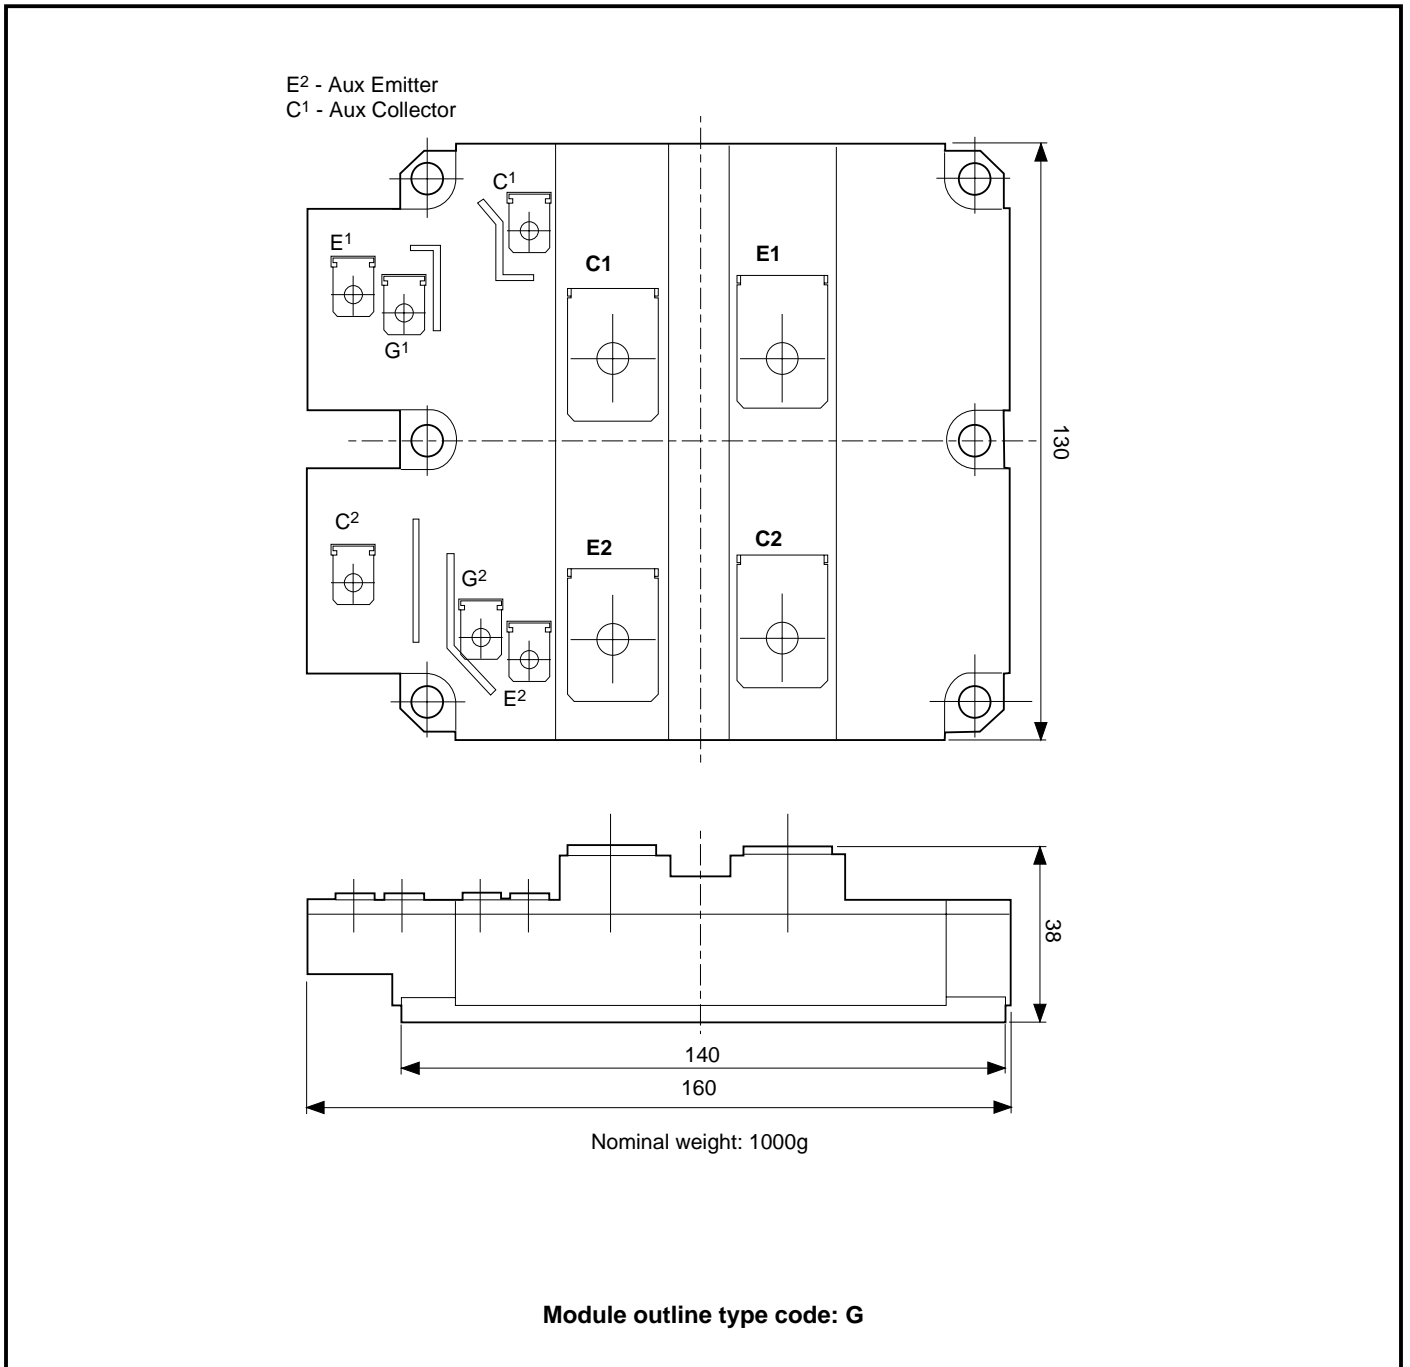 E² - Aux Emitter
C¹ - Aux Collector
C¹
E¹
C1
E1
G¹
130
C²
E2
C2
G²
E²
38
140
160
Nominal weight: 1000g
Module outline type code: G